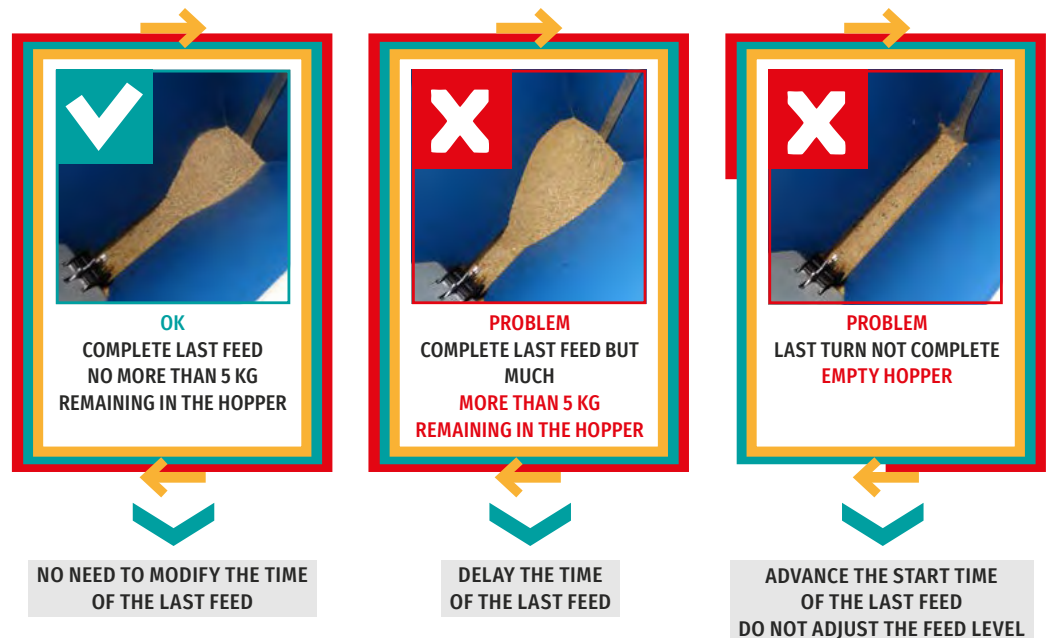 OK
COMPLETE LAST FEED
NO MORE THAN 5 KG
REMAINING IN THE HOPPER
NO NEED TO MODIFY THE TIME
OF THE LAST FEED
PROBLEM
COMPLETE LAST FEED BUT
MUCH
MORE THAN 5 KG
REMAINING IN THE HOPPER
DELAY THE TIME
OF THE LAST FEED
PROBLEM
LAST TURN NOT COMPLETE
EMPTY HOPPER
ADVANCE THE START TIME
OF THE LAST FEED
DO NOT ADJUST THE FEED LEVEL